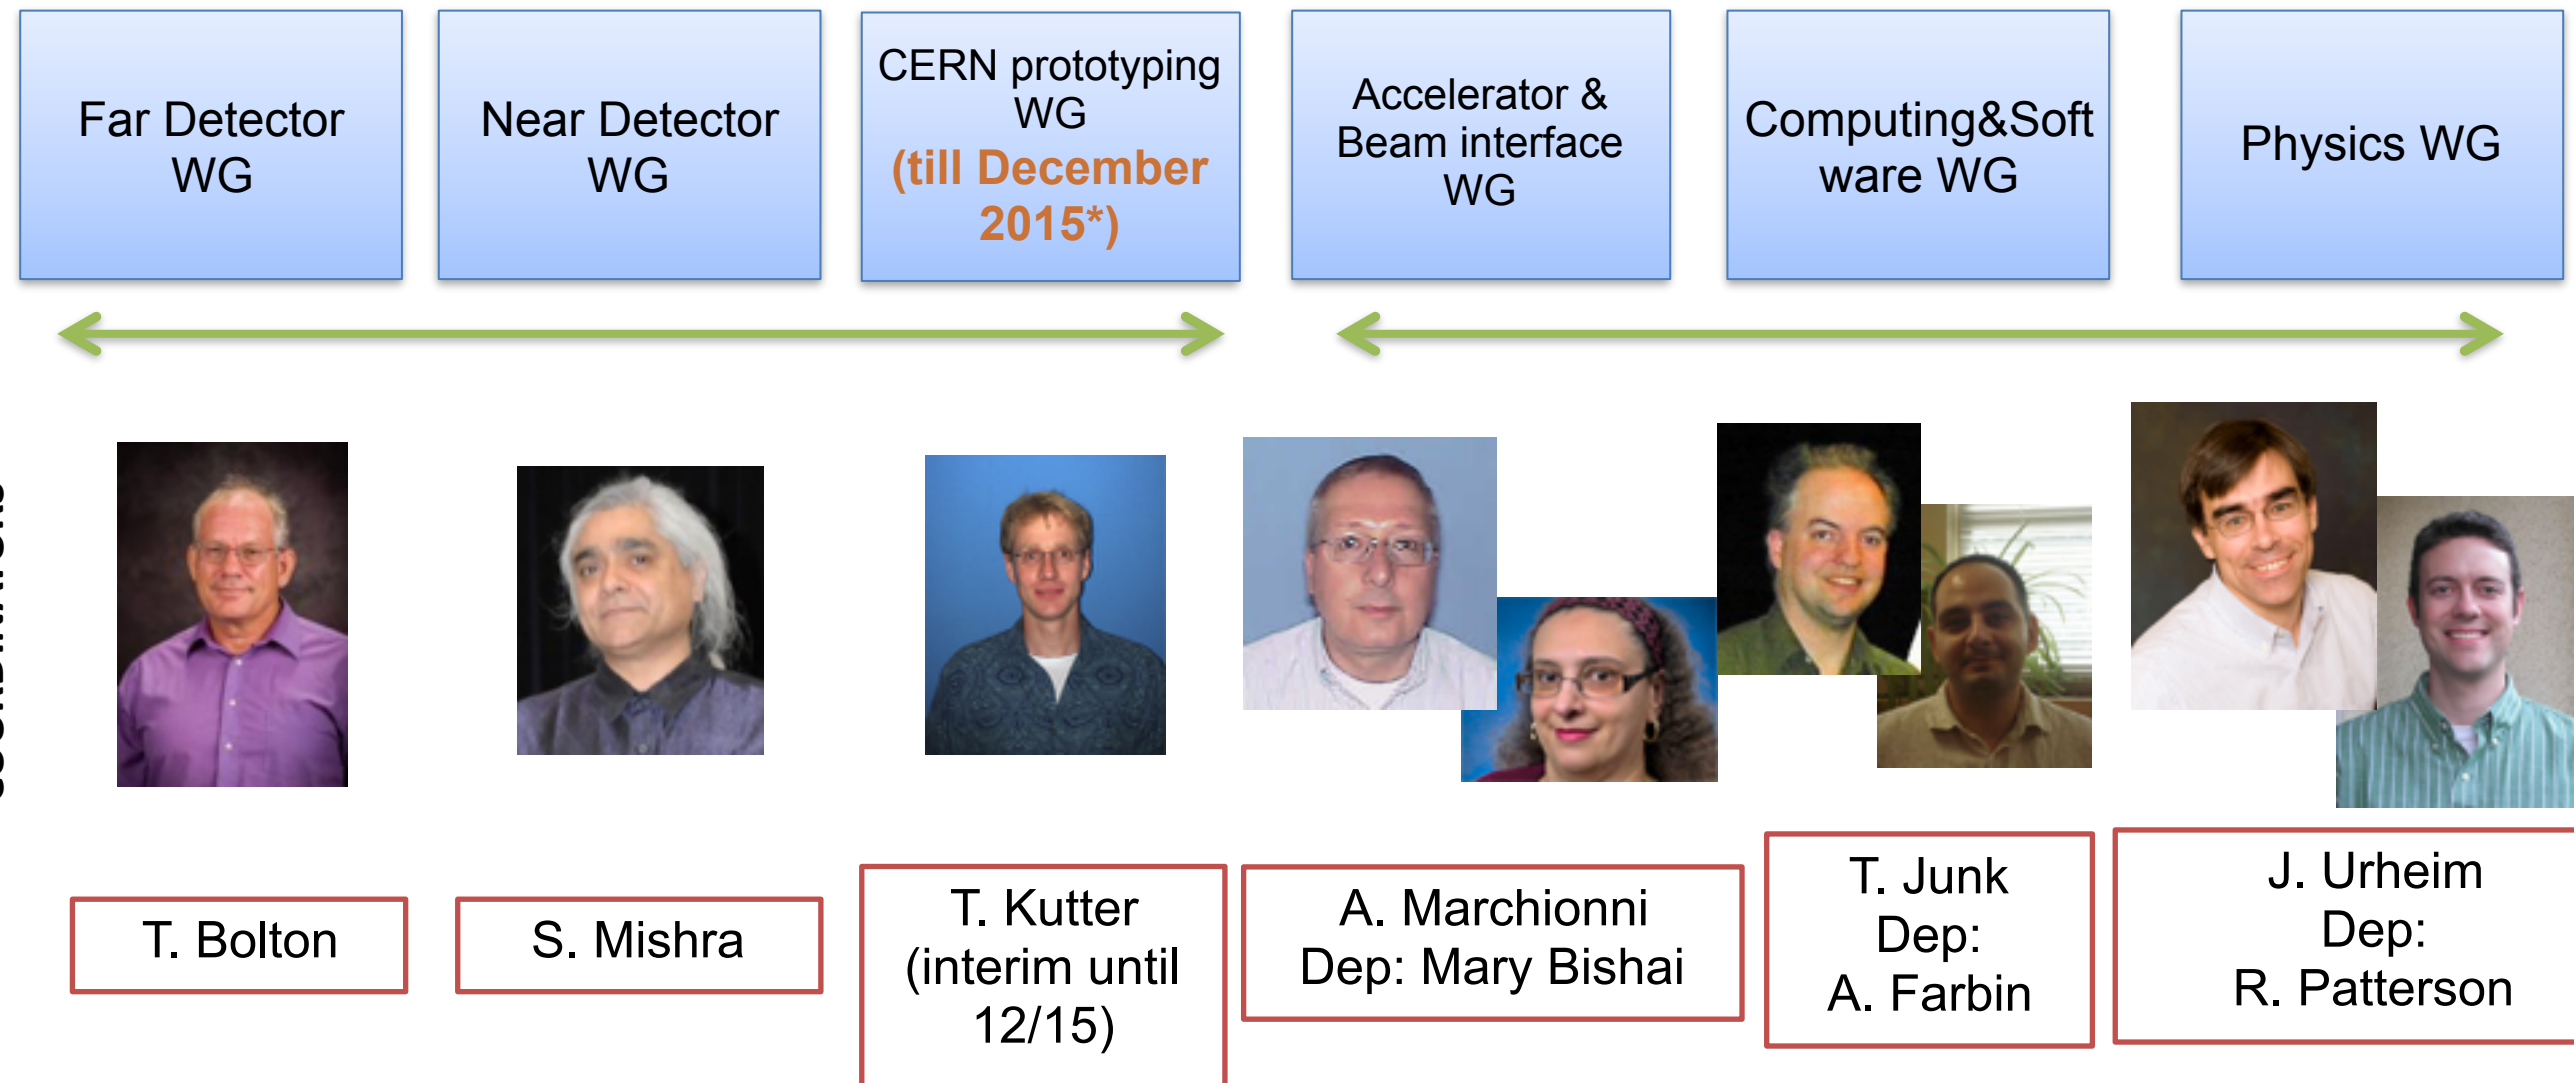 Far Detector
WG
Near Detector
WG
CERN prototyping
WG
(till December
2015*)
Accelerator &
Beam interface
WG
Computing&Soft
ware WG
Physics WG
T. Bolton
S. Mishra
T. Kutter
(interim until
12/15)
A. Marchionni
Dep: Mary Bishai
T. Junk
Dep:
A. Farbin
J. Urheim
Dep:
R. Patterson